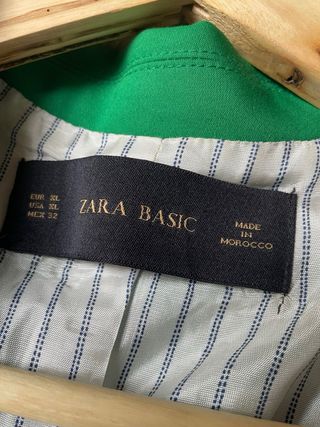 EUR XL
USA XL
MEX 32
ZARA BASIC
MADE
IN
MOROCCO